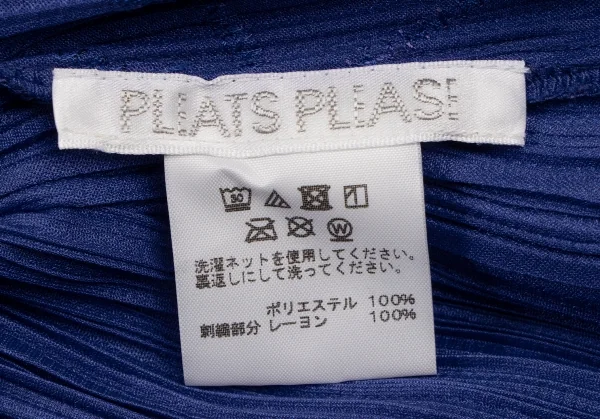 PLEATS PLEASE
30
W
洗濯ネットを使用してください。
裏返しにして洗ってください。
ポリエステル 100%
刺繍部分 レーヨン 100%